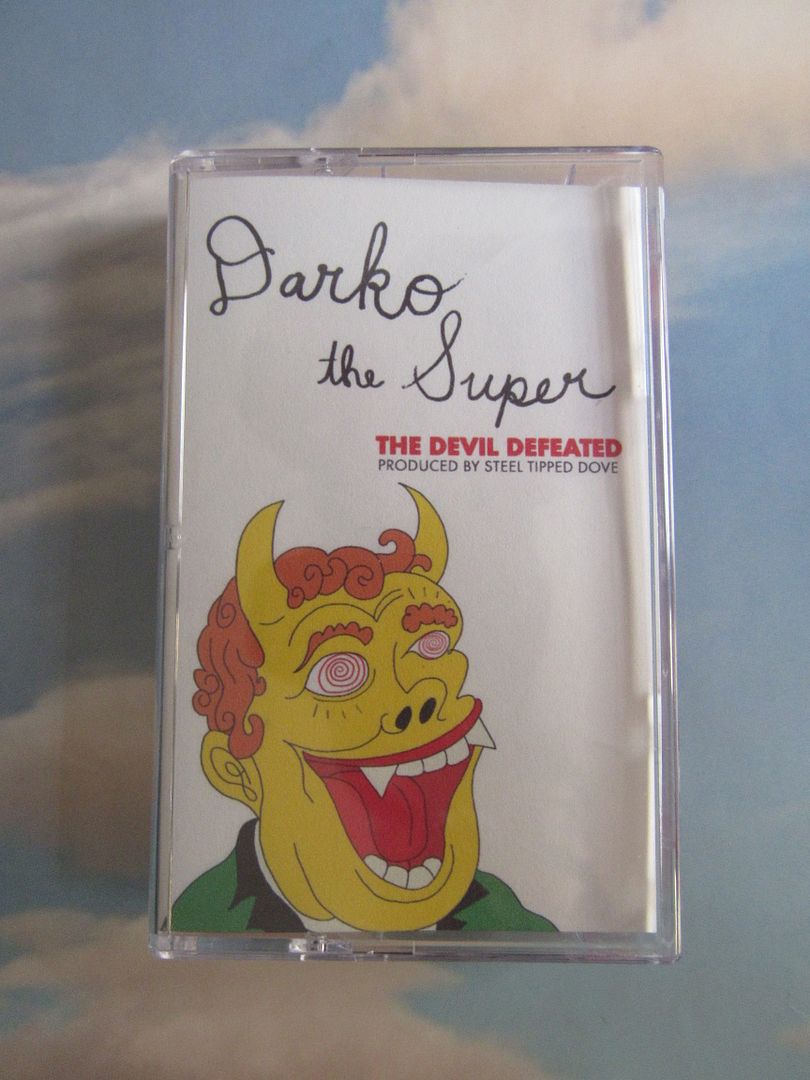 Darko
the Super
THE DEVIL DEFEATED
PRODUCED BY STEEL TIPPED DOVE